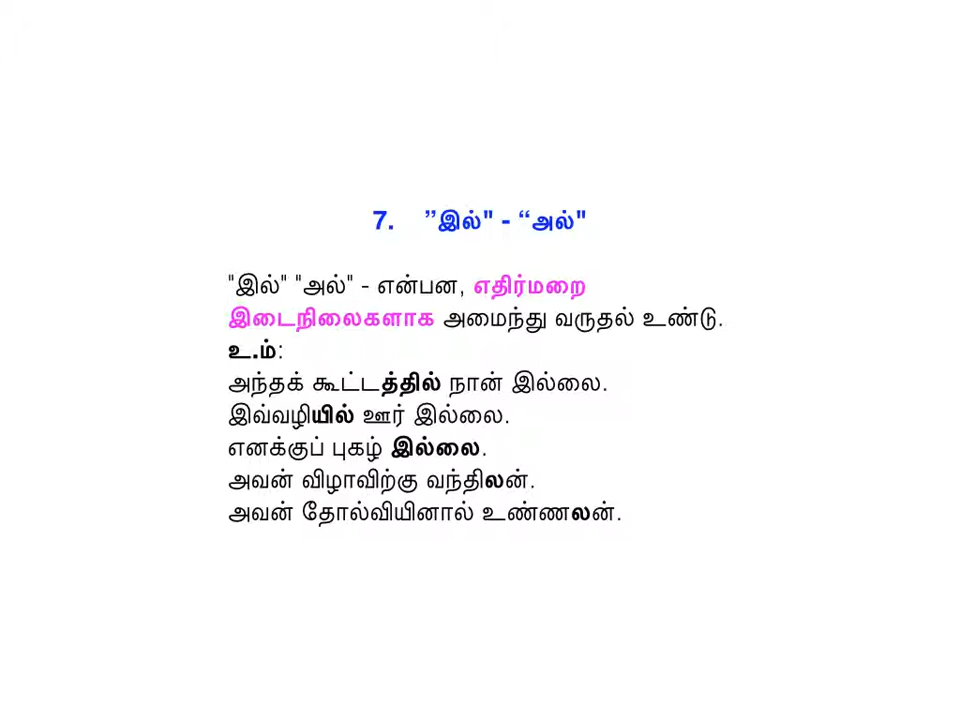 7. ”இல்" - “அல்"
"இல்" "அல்" - என்பன, எதிர்மறை
இடைநிலைகளாக அமைந்து வருதல் உண்டு.
உ.ம்:
அந்தக் கூட்டத்தில் நான் இல்லை.
இவ்வழியில் ஊர் இல்லை.
எனக்குப் புகழ் இல்லை.
அவன் விழாவிற்கு வந்திலன்.
அவன் தோல்வியினால் உண்ணலன்.